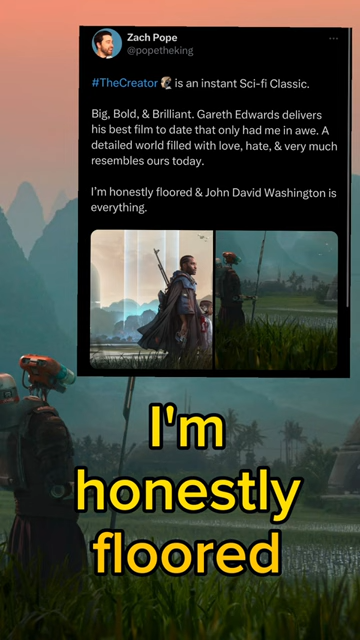 Zach Pope
@popetheking
#TheCreator is an instant Sci-fi Classic.
Big, Bold, & Brilliant. Gareth Edwards delivers
his best film to date that only had me in awe. A
detailed world filled with love, hate, & very much
resembles ours today.
I'm honestly floored & John David Washington is
everything.
I'm
honestly
floored